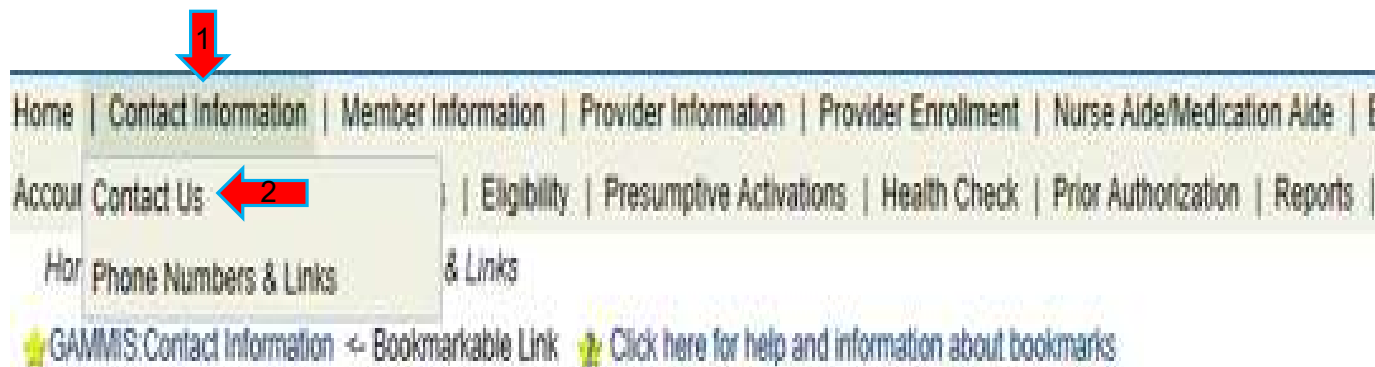 1
Home | Contact Information | Member Information | Provider Information | Provider Enrollment | Nurse Aide/Medication Aide | E
Accoun | Eligibility | Presumptive Activations | Health Check | Prior Authorization | Reports |
Contact Us 2
Hor & Links
Phone Numbers & Links
GAMMIS:Contact Information <- Bookmarkable Link ? Click here for help and information about bookmarks